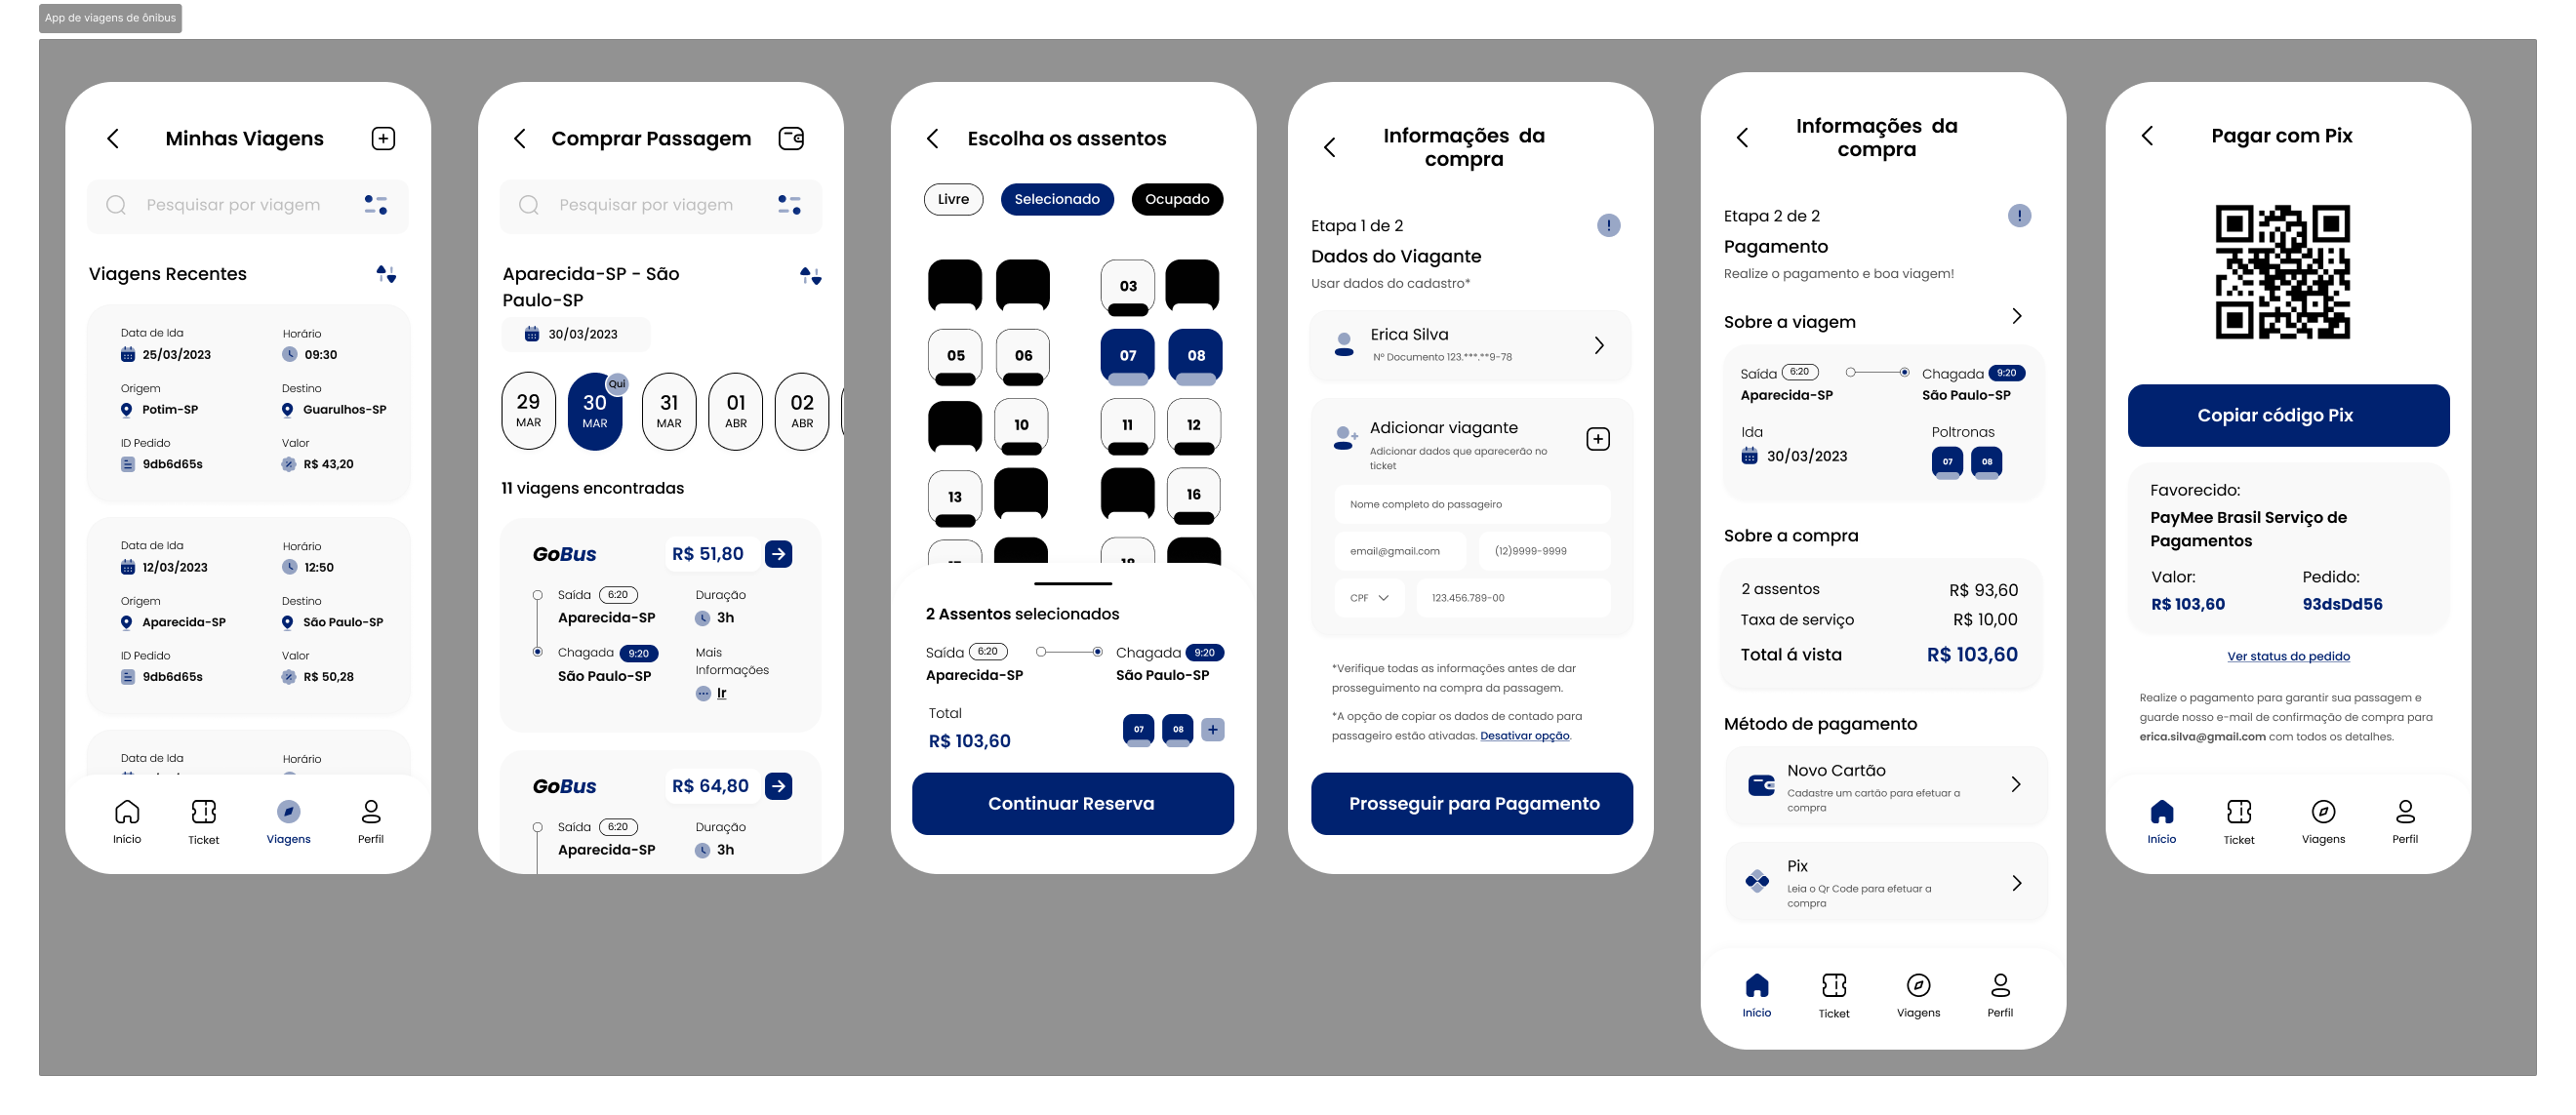 App de viagens de ônibus
Minhas Viagens
Pesquisar por viagem
Viagens Recentes
Data de Ida Horário
25/03/2023 09:30
Origem Destino
Potim-SP Guarulhos-SP
ID Pedido Valor
9db6d65s R$ 43,20
Data de Ida Horário
12/03/2023 12:50
Origem Destino
Aparecida-SP São Paulo-SP
ID Pedido Valor
9db6d65s R$ 50,28
Data de Ida Horário
Início Ticket Viagens Perfil
Comprar Passagem
Pesquisar por viagem
Aparecida-SP - São
Paulo-SP
30/03/2023
Qui
29 30 31 01 02
MAR MAR MAR ABR ABR
11 viagens encontradas
GoBus R$ 51,80
Saída 6:20 Duração
Aparecida-SP 3h
Chagada 9:20 Mais
Informações
São Paulo-SP
Ir
GoBus R$ 64,80
Saída 6:20 Duração
Aparecida-SP 3h
Escolha os assentos
Livre Selecionado Ocupado
03
05 06 07 08
10 11 12
13 16
2 Assentos selecionados
Saída 6:20 Chagada 9:20
Aparecida-SP São Paulo-SP
Total
R$ 103,60 07 08 +
Continuar Reserva
Informações da
compra
Etapa 1 de 2 !
Dados do Viagante
Usar dados do cadastro*
Erica Silva
Nº Documento 123.***.**9-78
Adicionar viagante
Adicionar dados que aparecerão no
ticket
Nome completo do passageiro
email@gmail.com (12)9999-9999
CPF 123.456.789-00
*Verifique todas as informações antes de dar
prosseguimento na compra da passagem.
*A opção de copiar os dados de contado para
passageiro estão ativadas. Desativar opção.
Prosseguir para Pagamento
Informações da
compra
Etapa 2 de 2 !
Pagamento
Realize o pagamento e boa viagem!
Sobre a viagem
Saída 6:20 Chagada 9:20
Aparecida-SP São Paulo-SP
Ida Poltronas
30/03/2023 07 08
Sobre a compra
2 assentos R$ 93,60
Taxa de serviço R$ 10,00
Total á vista R$ 103,60
Método de pagamento
Novo Cartão
Cadastre um cartão para efetuar a
compra
Pix
Leia o Qr Code para efetuar a
compra
Início Ticket Viagens Perfil
Pagar com Pix
Copiar código Pix
Favorecido:
PayMee Brasil Serviço de
Pagamentos
Valor: Pedido:
R$ 103,60 93dsDd56
Ver status do pedido
Realize o pagamento para garantir sua passagem e
guarde nosso e-mail de confirmação de compra para
erica.silva@gmail.com com todos os detalhes.
Início Ticket Viagens Perfil